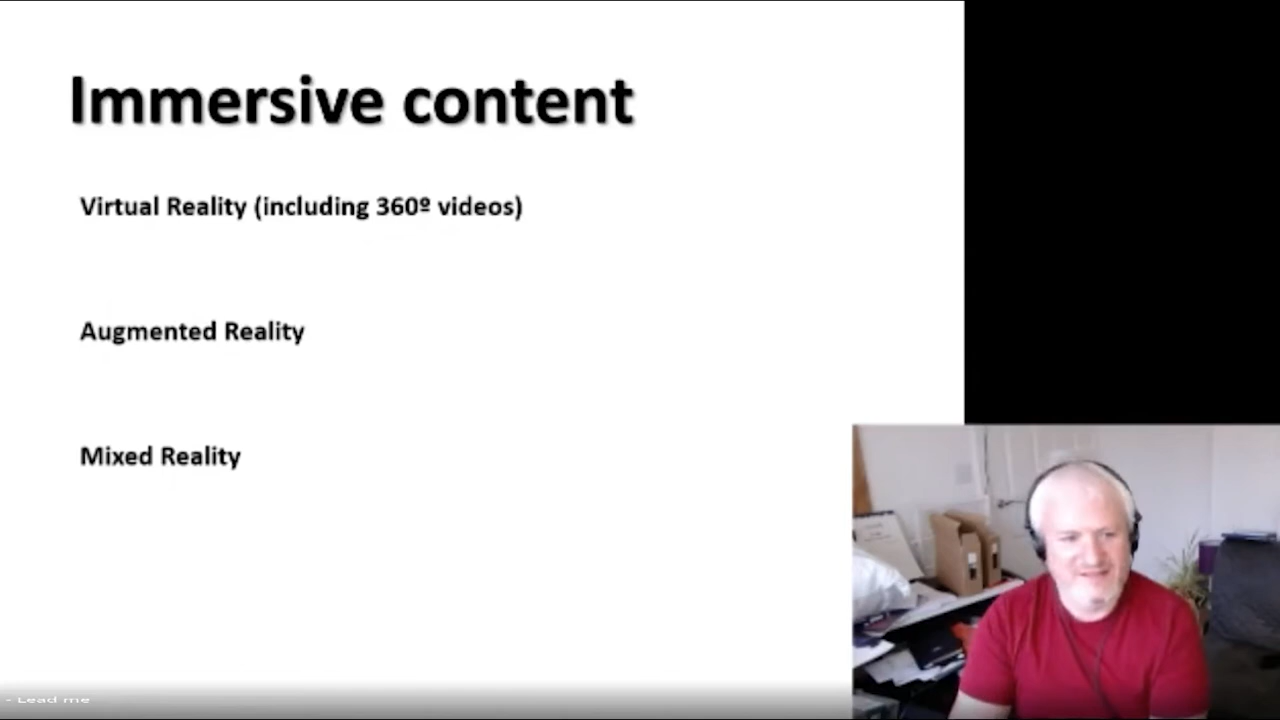 Immersive content
Virtual Reality (including 360º videos)
Augmented Reality
Mixed Reality
- Lead me